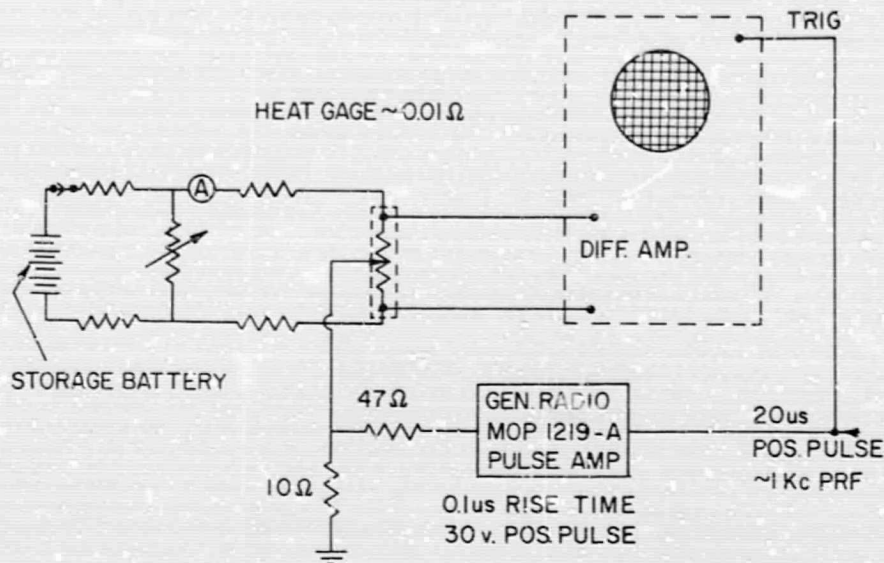 TRIG
HEAT GAGE ~ 0.01Ω
A
DIFF. AMP.
STORAGE BATTERY
47Ω
GEN. RADIO
MOP 1219-A
PULSE AMP
20us
POS. PULSE
~1 Kc PRF
10Ω
0.1us RISE TIME
30 v. POS. PULSE